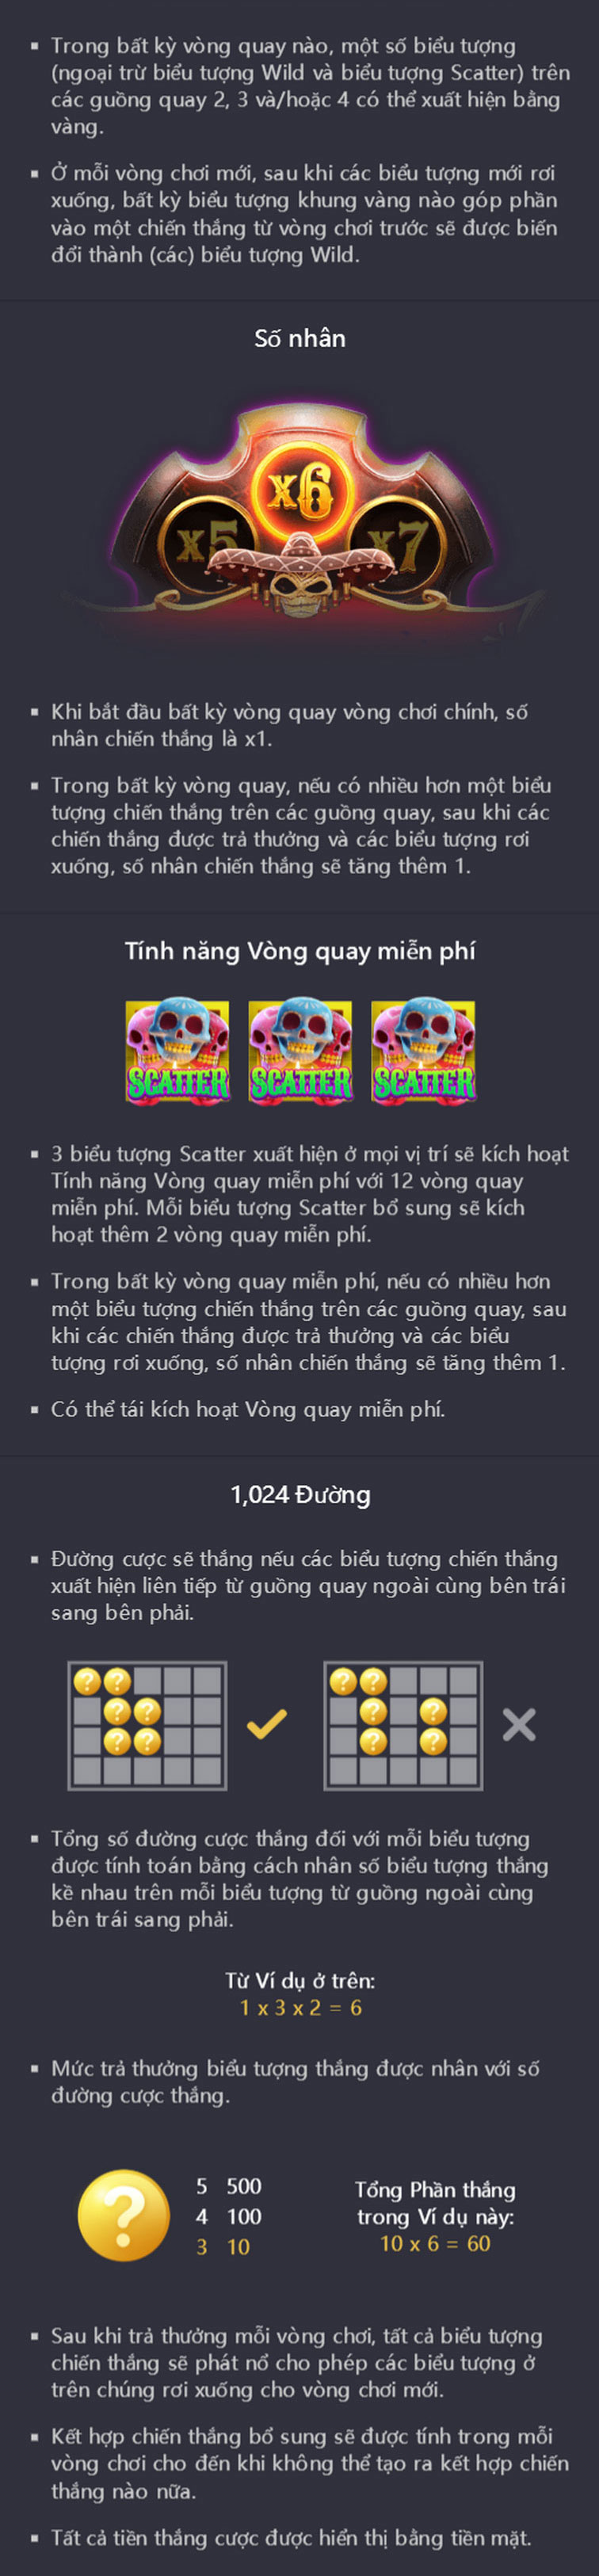 ▪ Trong bất kỳ vòng quay nào, một số biểu tượng
(ngoại trừ biểu tượng Wild và biểu tượng Scatter) trên
các guồng quay 2, 3 và/hoặc 4 có thể xuất hiện bằng
vàng.
▪ Ở mỗi vòng chơi mới, sau khi các biểu tượng mới rơi
xuống, bất kỳ biểu tượng khung vàng nào góp phần
vào một chiến thắng từ vòng chơi trước sẽ được biến
đổi thành (các) biểu tượng Wild.
Số nhân
x5 x6 x7
▪ Khi bắt đầu bất kỳ vòng quay vòng chơi chính, số
nhân chiến thắng là x1.
▪ Trong bất kỳ vòng quay, nếu có nhiều hơn một biểu
tượng chiến thắng trên các guồng quay, sau khi các
chiến thắng được trả thưởng và các biểu tượng rơi
xuống, số nhân chiến thắng sẽ tăng thêm 1.
Tính năng Vòng quay miễn phí
SCATTER SCATTER SCATTER
▪ 3 biểu tượng Scatter xuất hiện ở mọi vị trí sẽ kích hoạt
Tính năng Vòng quay miễn phí với 12 vòng quay
miễn phí. Mỗi biểu tượng Scatter bổ sung sẽ kích
hoạt thêm 2 vòng quay miễn phí.
▪ Trong bất kỳ vòng quay miễn phí, nếu có nhiều hơn
một biểu tượng chiến thắng trên các guồng quay, sau
khi các chiến thắng được trả thưởng và các biểu
tượng rơi xuống, số nhân chiến thắng sẽ tăng thêm 1.
▪ Có thể tái kích hoạt Vòng quay miễn phí.
1,024 Đường
▪ Đường cược sẽ thắng nếu các biểu tượng chiến thắng
xuất hiện liên tiếp từ guồng quay ngoài cùng bên trái
sang bên phải.
? ? ? ?
? ? ? ?
? ? ? ?
▪ Tổng số đường cược thắng đối với mỗi biểu tượng
được tính toán bằng cách nhân số biểu tượng thắng
kề nhau trên mỗi biểu tượng từ guồng ngoài cùng
bên trái sang phải.
Từ Ví dụ ở trên:
1 x 3 x 2 = 6
▪ Mức trả thưởng biểu tượng thắng được nhân với số
đường cược thắng.
?
5 500
4 100
3 10
Tổng Phần thắng
trong Ví dụ này:
10 x 6 = 60
▪ Sau khi trả thưởng mỗi vòng chơi, tất cả biểu tượng
chiến thắng sẽ phát nổ cho phép các biểu tượng ở
trên chúng rơi xuống cho vòng chơi mới.
▪ Kết hợp chiến thắng bổ sung sẽ được tính trong mỗi
vòng chơi cho đến khi không thể tạo ra kết hợp chiến
thắng nào nữa.
▪ Tất cả tiền thắng cược được hiển thị bằng tiền mặt.